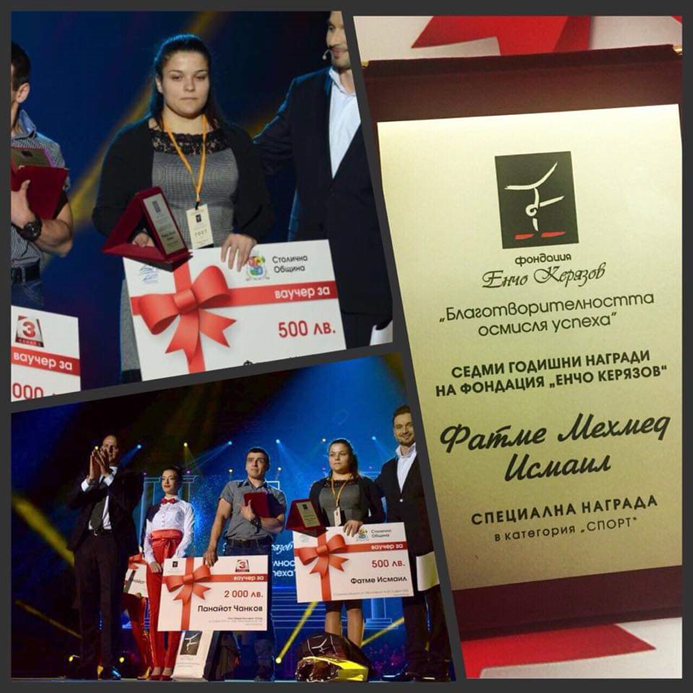 Столична
Община
ваучер за
500 лв.
ваучер за
000 лв.
3
ваучер за
2 000 лв.
Панайот Чанков
Столична
Община
ваучер за
500 лв.
Фатме Исмаил
фондация
Енчо Керязов
„Благотворителността
осмисля успеха“
СЕДМИ ГОДИШНИ НАГРАДИ
НА ФОНДАЦИЯ „ЕНЧО КЕРЯЗОВ“
Фатме Мехмед
Исмаил
СПЕЦИАЛНА НАГРАДА
в категория „СПОРТ“